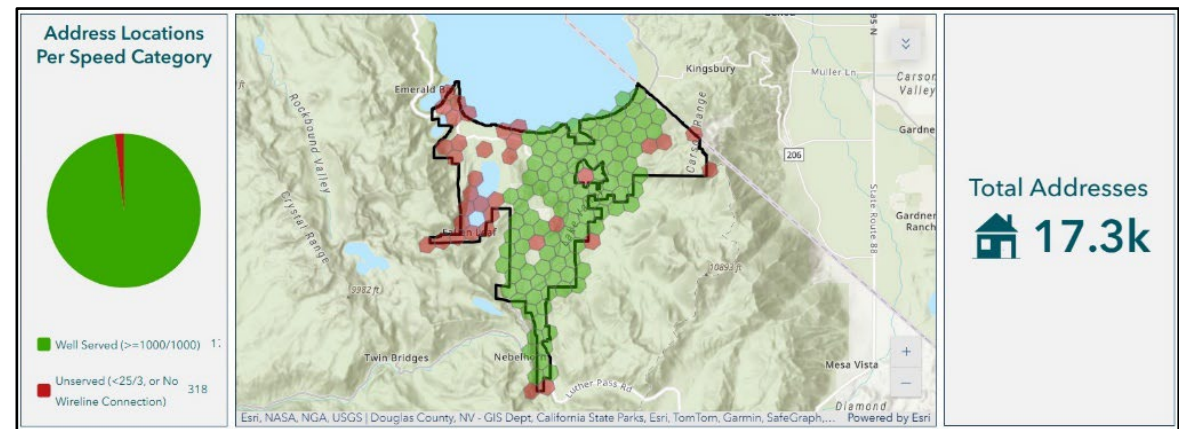 Address Locations
Per Speed Category
Well Served (>=1000/1000) 17
Unserved (<25/3, or No
Wireline Connection) 318
Emerald
Kingsbury
Muller Ln
Carson
Valley
Rockbound Valley
Carson Range
Gardne
206
State Route 88
Crystal Range
Fallen Leaf
Gardner
Ranch
10893 ft
9982 ft
Twin Bridges
Luther Pass Rd
Mesa Vista
Diamond
+
−
Esri, NASA, NGA, USGS | Douglas County, NV - GIS Dept, California State Parks, Esri, TomTom, Garmin, SafeGraph,... Powered by Esri
Total Addresses
17.3k